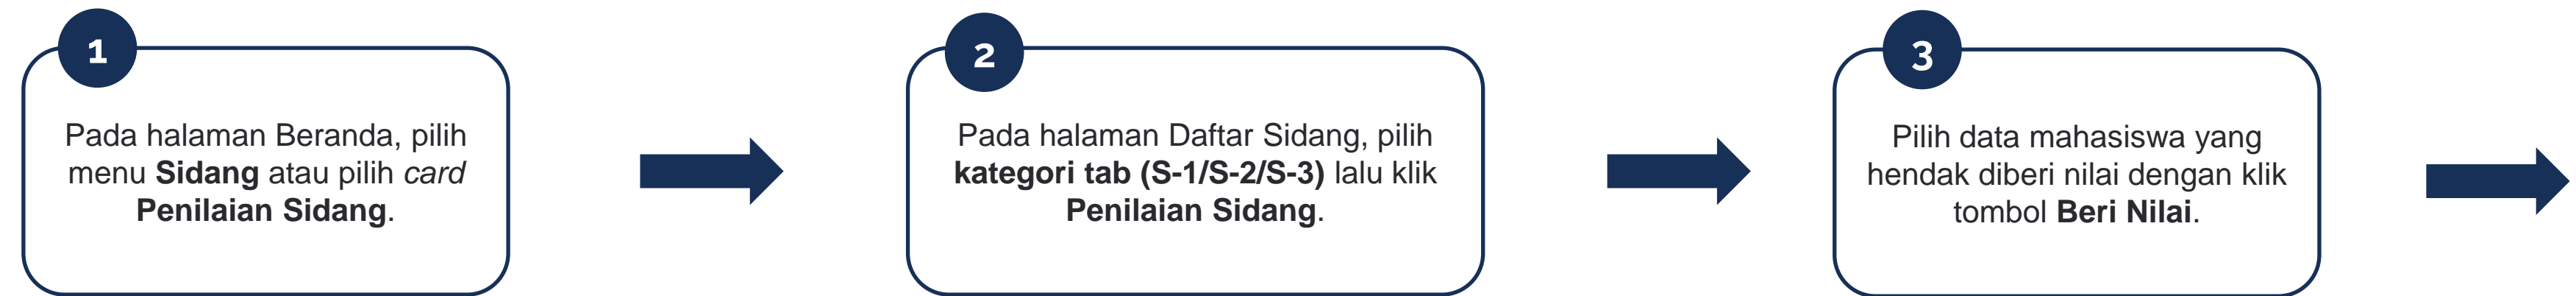 1
Pada halaman Beranda, pilih
menu Sidang atau pilih card
Penilaian Sidang.
2
Pada halaman Daftar Sidang, pilih
kategori tab (S-1/S-2/S-3) lalu klik
Penilaian Sidang.
3
Pilih data mahasiswa yang
hendak diberi nilai dengan klik
tombol Beri Nilai.